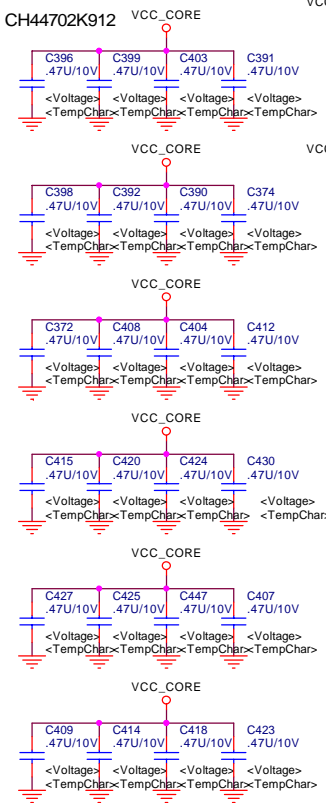 VCC
CH44702K912 VCC_CORE
C396 C399 C403 C391
.47U/10V .47U/10V .47U/10V .47U/10V
<Voltage> <Voltage> <Voltage> <Voltage>
<TempChar> <TempChar> <TempChar> <TempChar>
VCC_CORE VCC
C398 C392 C390 C374
.47U/10V .47U/10V .47U/10V .47U/10V
<Voltage> <Voltage> <Voltage> <Voltage>
<TempChar> <TempChar> <TempChar> <TempChar>
VCC_CORE
C372 C408 C404 C412
.47U/10V .47U/10V .47U/10V .47U/10V
<Voltage> <Voltage> <Voltage> <Voltage>
<TempChar> <TempChar> <TempChar> <TempChar>
VCC_CORE
C415 C420 C424 C430
.47U/10V .47U/10V .47U/10V .47U/10V
<Voltage> <Voltage> <Voltage> <Voltage>
<TempChar> <TempChar> <TempChar> <TempChar>
VCC_CORE
C427 C425 C447 C407
.47U/10V .47U/10V .47U/10V .47U/10V
<Voltage> <Voltage> <Voltage> <Voltage>
<TempChar> <TempChar> <TempChar> <TempChar>
VCC_CORE
C409 C414 C418 C423
.47U/10V .47U/10V .47U/10V .47U/10V
<Voltage> <Voltage> <Voltage> <Voltage>
<TempChar> <TempChar> <TempChar> <TempChar>